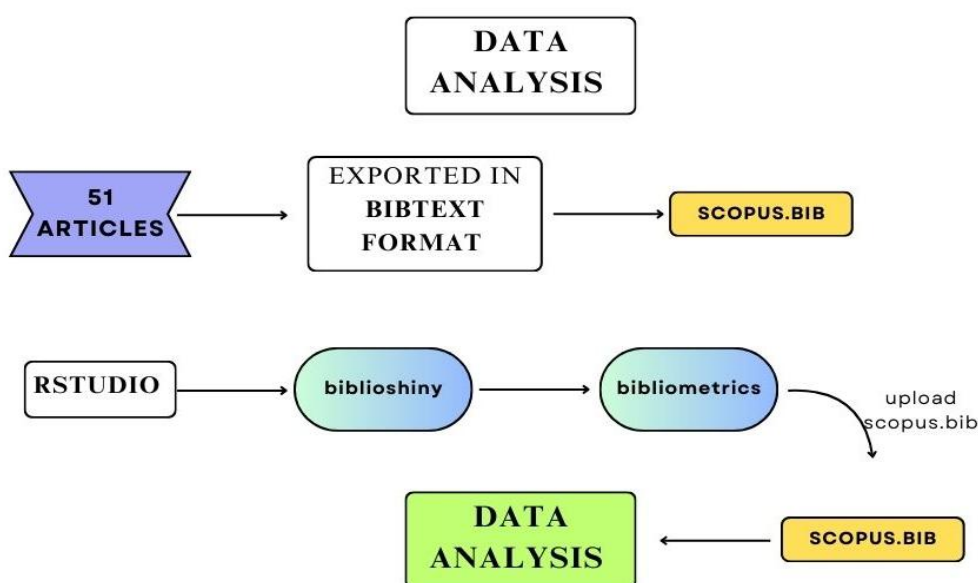 DATA
ANALYSIS
51
ARTICLES
EXPORTED IN
BIBTEXT
FORMAT
SCOPUS.BIB
RSTUDIO
biblioshiny
bibliometrics
upload
scopus.bib
DATA
ANALYSIS
SCOPUS.BIB